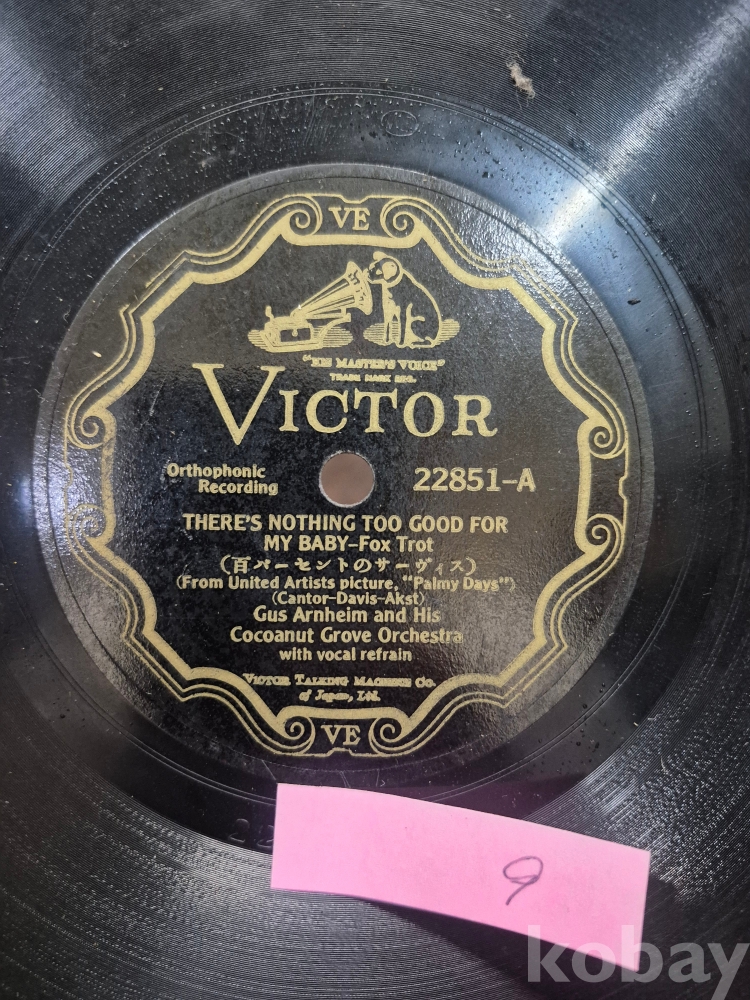 VE
"HIS MASTER'S VOICE"
TRADE MARK REG.
VICTOR
Orthophonic
Recording
22851-A
THERE'S NOTHING TOO GOOD FOR
MY BABY-Fox Trot
(百パーセントのサーヴィス)
(From United Artists picture, "Palmy Days")
(Cantor-Davis-Akst)
Gus Arnheim and His
Cocoanut Grove Orchestra
with vocal refrain
VICTOR TALKING MACHINE CO.
of Japan, Ltd.
VE
9
kobay